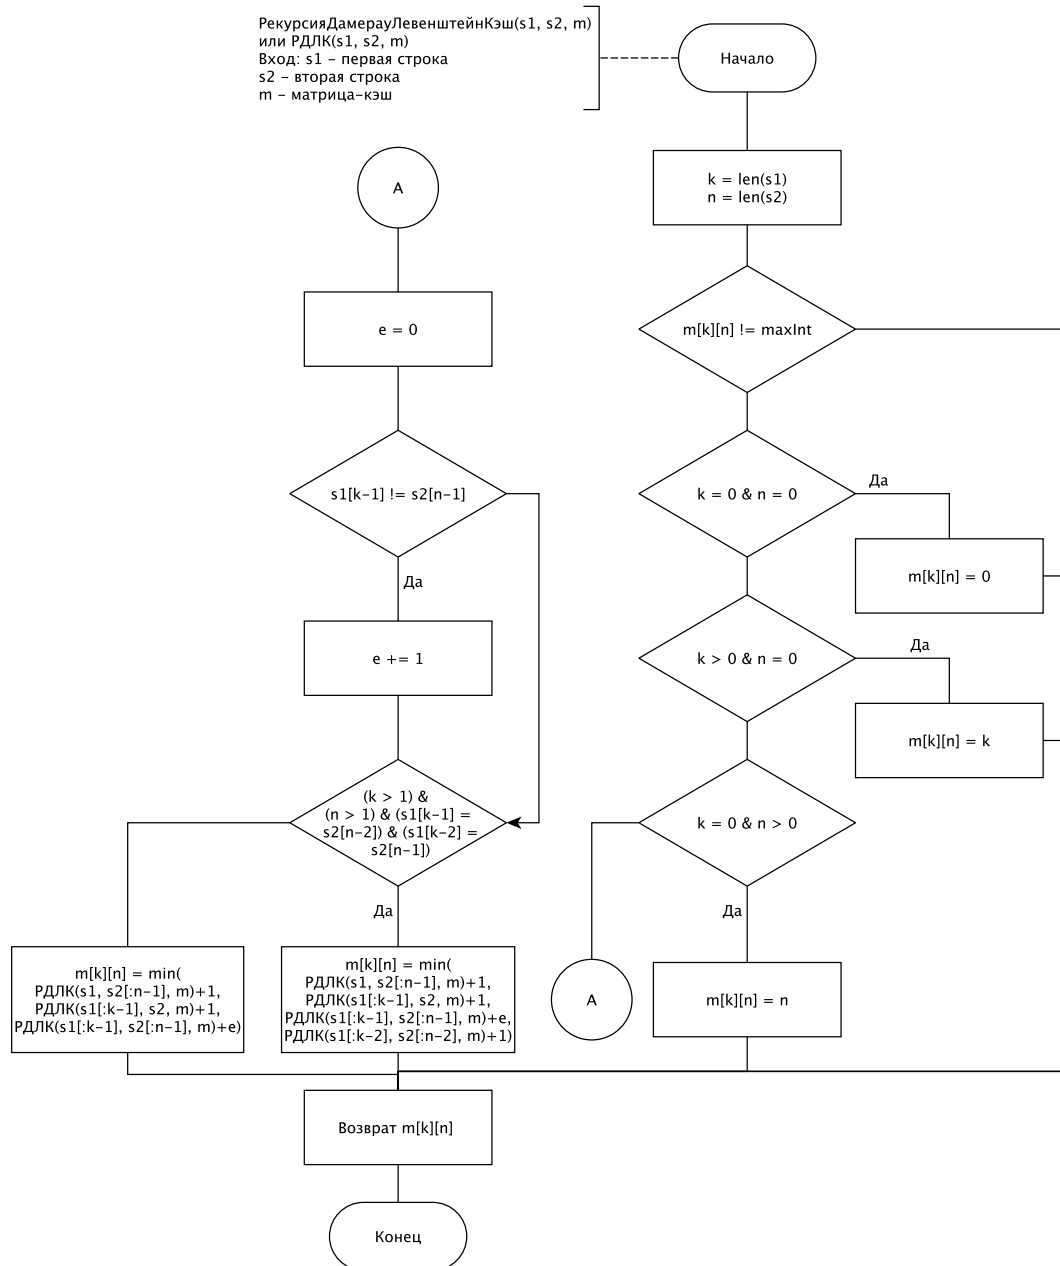 РекурсияДамерауЛевенштейнКэш(s1, s2, m)
или РДЛК(s1, s2, m)
Вход: s1 – первая строка
s2 – вторая строка
m – матрица-кэш
Начало
k = len(s1)
n = len(s2)
m[k][n] != maxInt
k = 0 & n = 0
Да
m[k][n] = 0
k > 0 & n = 0
Да
m[k][n] = k
k = 0 & n > 0
Да
m[k][n] = n
A
A
e = 0
s1[k-1] != s2[n-1]
Да
e += 1
(k > 1) &
(n > 1) & (s1[k-1] =
s2[n-2]) & (s1[k-2] =
s2[n-1])
Да
m[k][n] = min(
РДЛК(s1, s2[:n-1], m)+1,
РДЛК(s1[:k-1], s2, m)+1,
РДЛК(s1[:k-1], s2[:n-1], m)+e)
m[k][n] = min(
РДЛК(s1, s2[:n-1], m)+1,
РДЛК(s1[:k-1], s2, m)+1,
РДЛК(s1[:k-1], s2[:n-1], m)+e,
РДЛК(s1[:k-2], s2[:n-2], m)+1)
Возврат m[k][n]
Конец